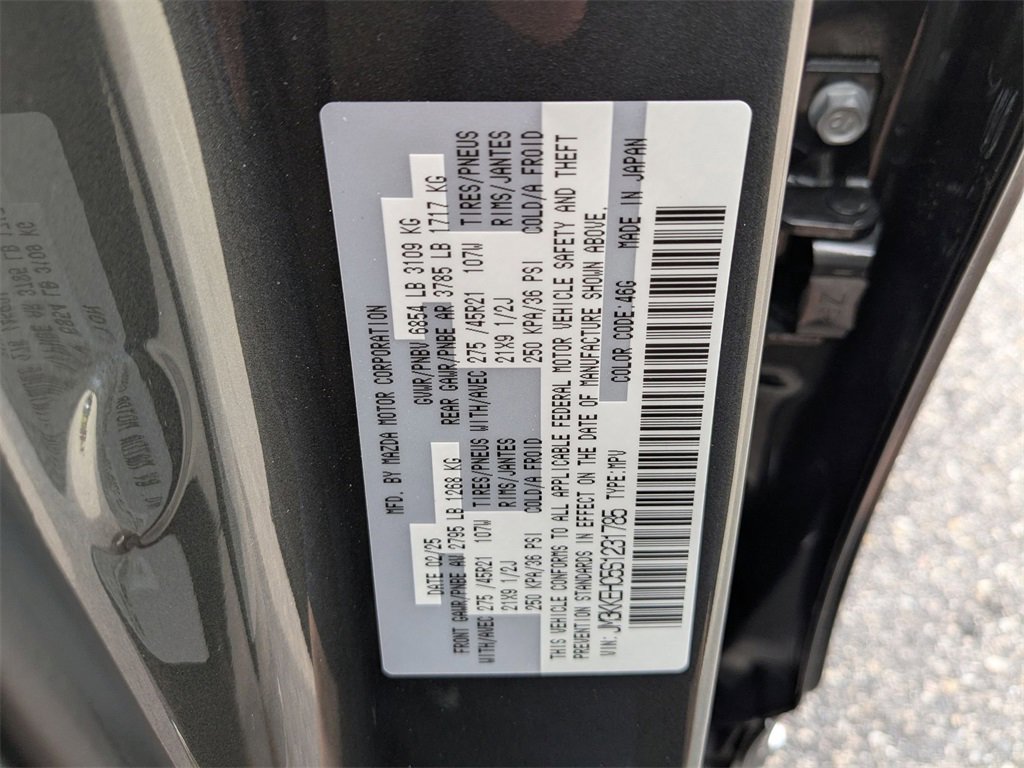 MFD. BY MAZDA MOTOR CORPORATION
DATE 02/25 GVWR/PNBV 6854 LB 3109 KG
FRONT GAWR/PNBE AV 2795 LB 1268 KG REAR GAWR/PNBE AR 3785 LB 1717 KG
WITH/AVEC 275 /45R21 107W TIRES/PNEUS WITH/AVEC 275 /45R21 107W TIRES/PNEUS
21X9 1/2J RIMS/JANTES 21X9 1/2J RIMS/JANTES
250 KPA/36 PSI COLD/A FROID 250 KPA/36 PSI COLD/A FROID
THIS VEHICLE CONFORMS TO ALL APPLICABLE FEDERAL MOTOR VEHICLE SAFETY AND THEFT
PREVENTION STANDARDS IN EFFECT ON THE DATE OF MANUFACTURE SHOWN ABOVE.
VIN: JM3KKEHC5S1231785 TYPE:MPV COLOR CODE:46G MADE IN JAPAN